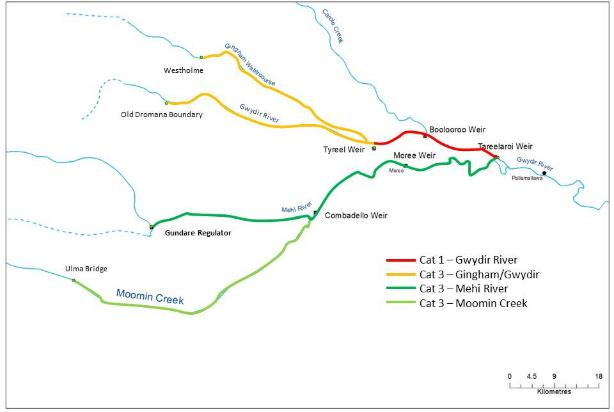 Carole Creek
Gingham Watercourse
Westholme
Old Dromana Boundary
Gwydir River
Boolooroo Weir
Tyreel Weir
Tareelaroi Weir
Moree Weir
Moree
Gwydir River
Pallamallawa
Mehi River
Combadello Weir
Gundare Regulator
Ulma Bridge
Moomin Creek
Cat 1 – Gwydir River
Cat 3 – Gingham/Gwydir
Cat 3 – Mehi River
Cat 3 – Moomin Creek
0 4.5 9 18
Kilometres